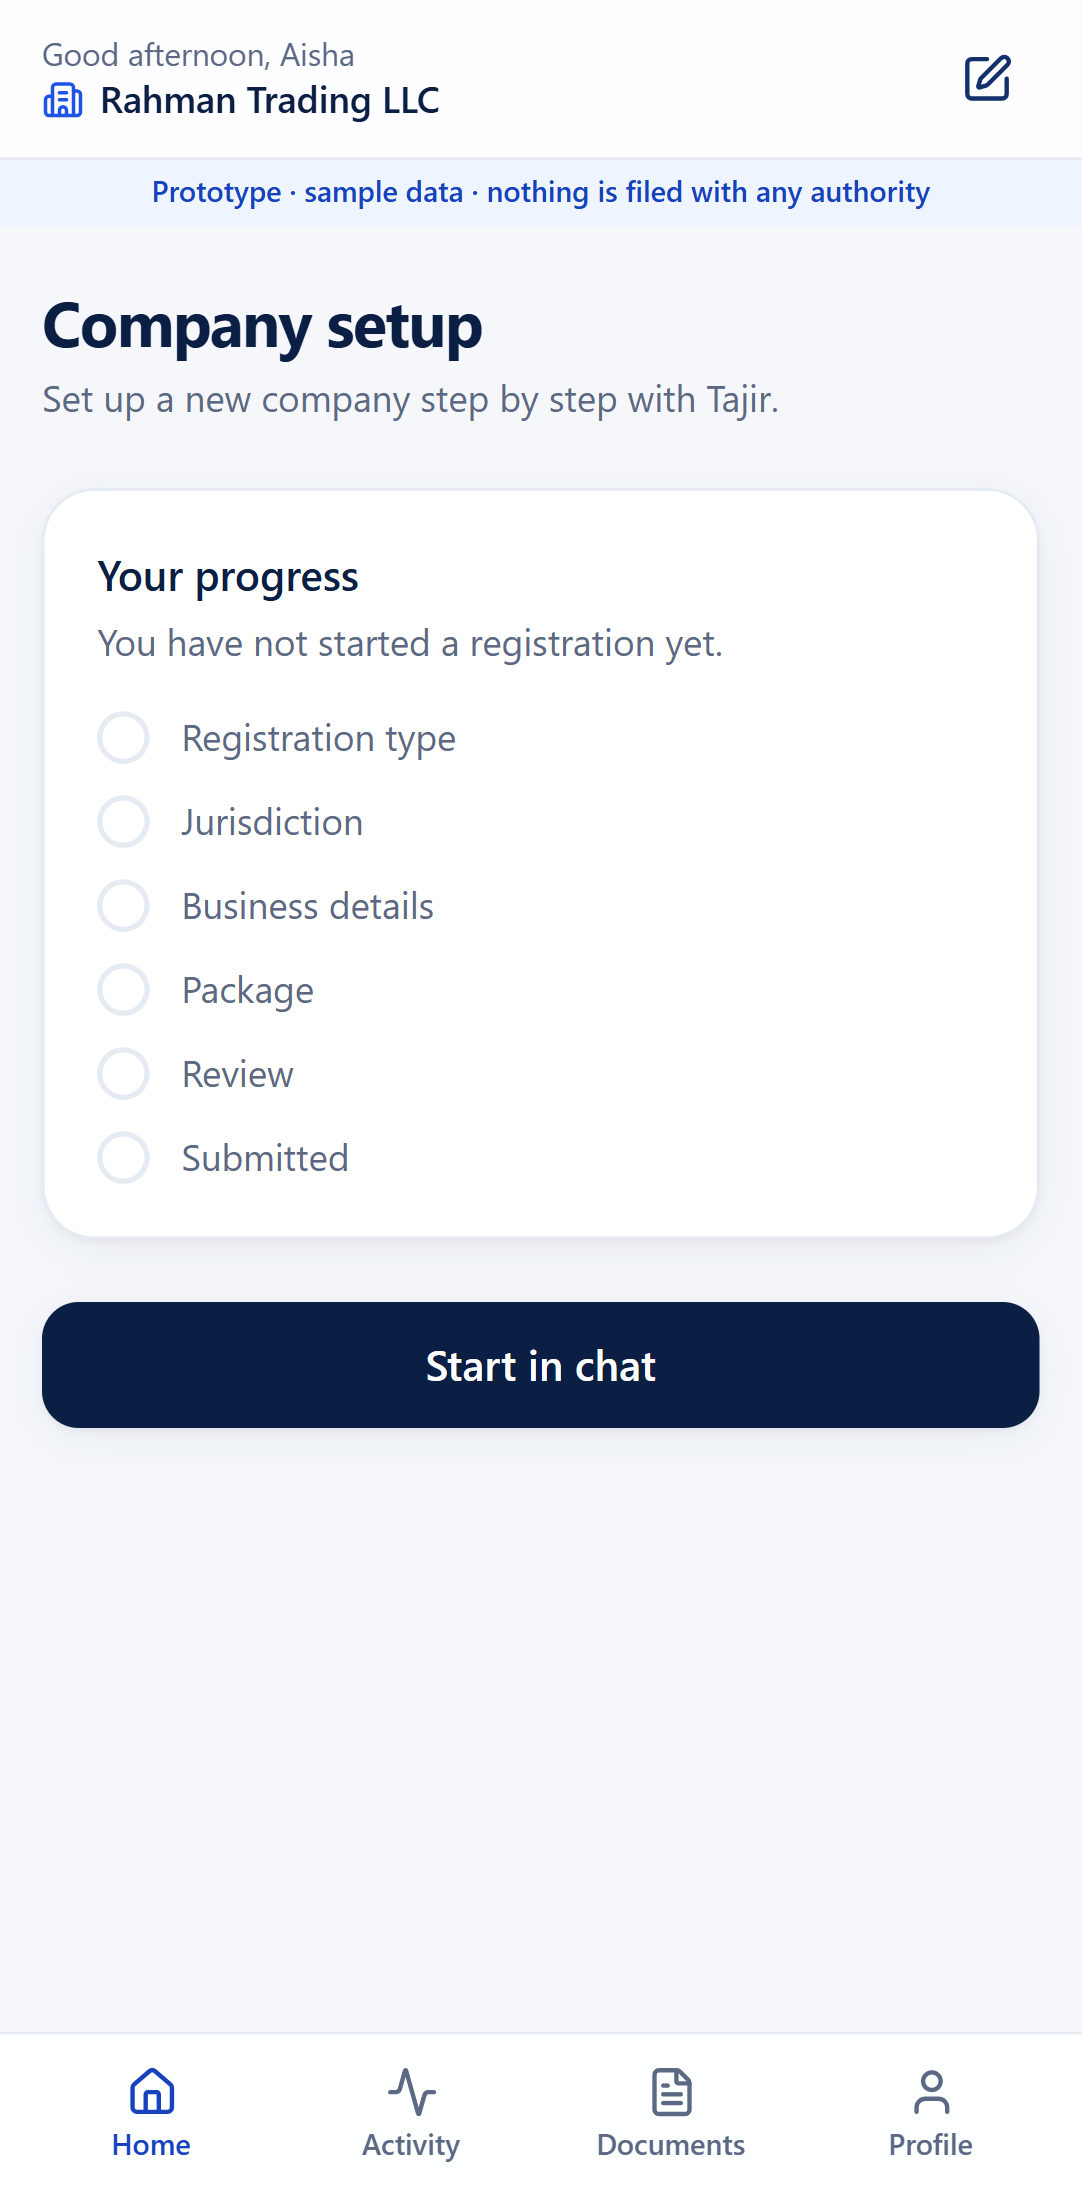 Good afternoon, Aisha
Rahman Trading LLC
Prototype · sample data · nothing is filed with any authority
Company setup
Set up a new company step by step with Tajir.
Your progress
You have not started a registration yet.
Registration type
Jurisdiction
Business details
Package
Review
Submitted
Start in chat
Home
Activity
Documents
Profile